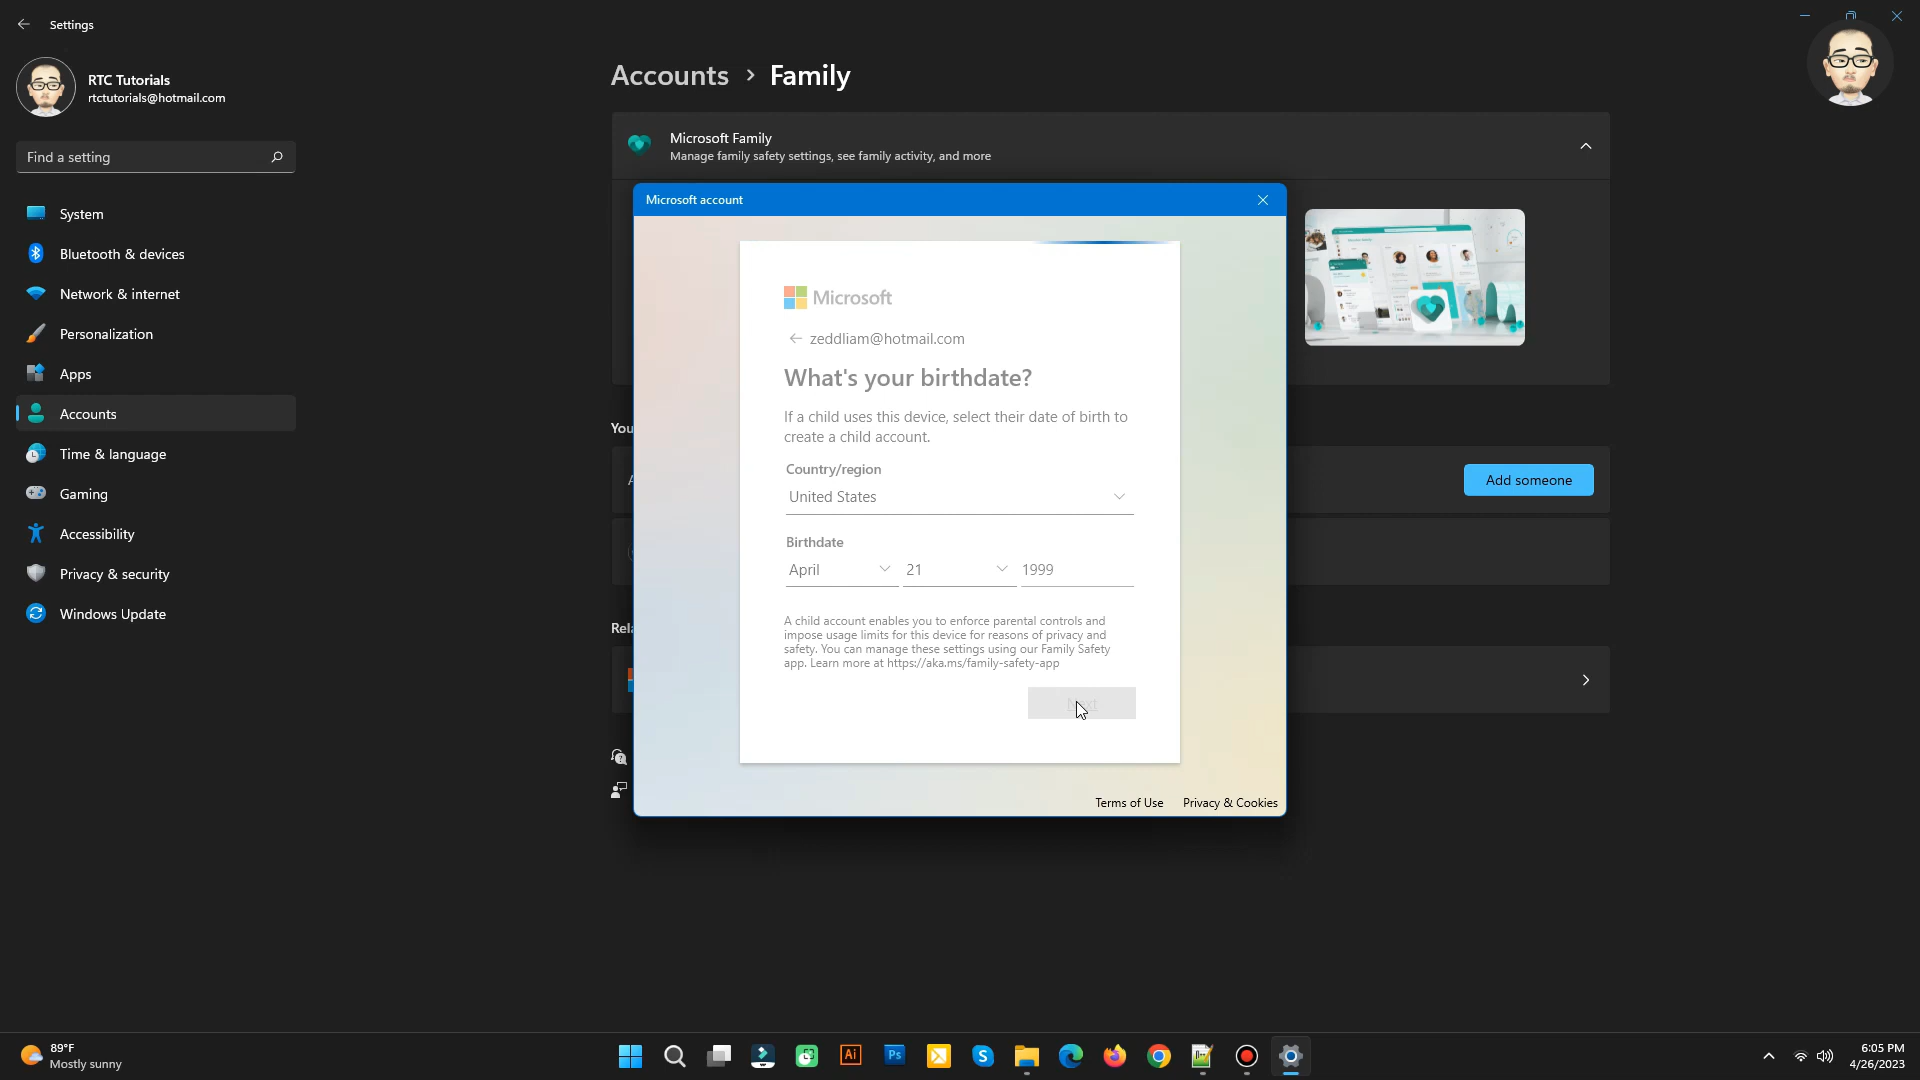 Settings
RTC Tutorials
rtctutorials@hotmail.com
Find a setting
System
Bluetooth & devices
Network & internet
Personalization
Apps
Accounts
Time & language
Gaming
Accessibility
Privacy & security
Windows Update
Accounts > Family
Microsoft Family
Manage family safety settings, see family activity, and more
You
Add someone
Rela
Microsoft account
Microsoft
zeddliam@hotmail.com
What's your birthdate?
If a child uses this device, select their date of birth to
create a child account.
Country/region
United States
Birthdate
April 21 1999
A child account enables you to enforce parental controls and
impose usage limits for this device for reasons of privacy and
safety. You can manage these settings using our Family Safety
app. Learn more at https://aka.ms/family-safety-app
Next
Terms of Use Privacy & Cookies
89°F
Mostly sunny
Ai
Ps
6:05 PM
4/26/2023